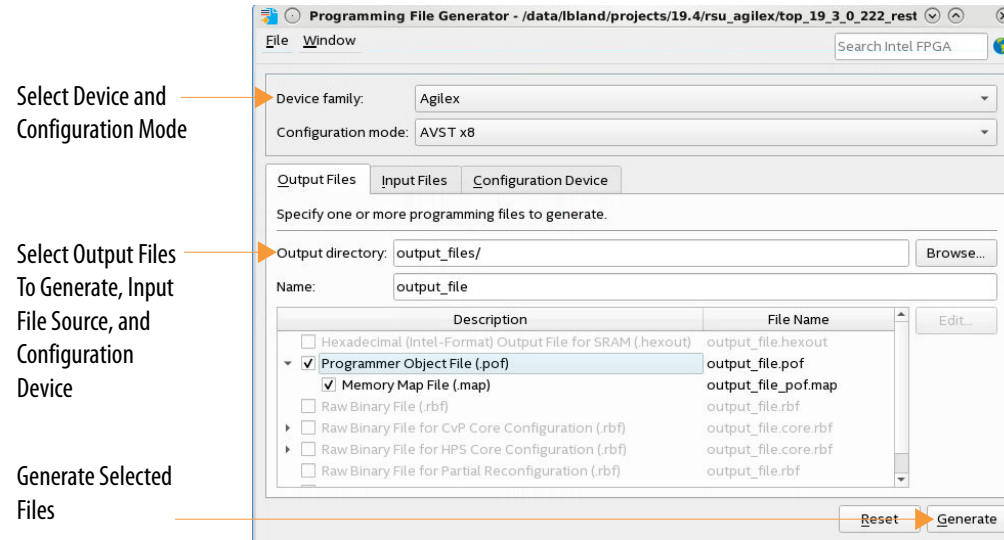 Programming File Generator - /data/lbland/projects/19.4/rsu_agilex/top_19_3_0_222_rest
File Window
Search Intel FPGA
Select Device and
Configuration Mode
Device family: Agilex
Configuration mode: AVST x8
Output Files Input Files Configuration Device
Specify one or more programming files to generate.
Select Output Files
To Generate, Input
File Source, and
Configuration
Device
Output directory: output_files/ Browse...
Name: output_file
Description File Name Edit...
Hexadecimal (Intel-Format) Output File for SRAM (.hexout) output_file.hexout
Programmer Object File (.pof) output_file.pof
Memory Map File (.map) output_file_pof.map
Raw Binary File (.rbf) output_file.rbf
Raw Binary File for CvP Core Configuration (.rbf) output_file.core.rbf
Raw Binary File for HPS Core Configuration (.rbf) output_file.core.rbf
Raw Binary File for Partial Reconfiguration (.rbf) output_file.rbf
Generate Selected
Files
Reset Generate